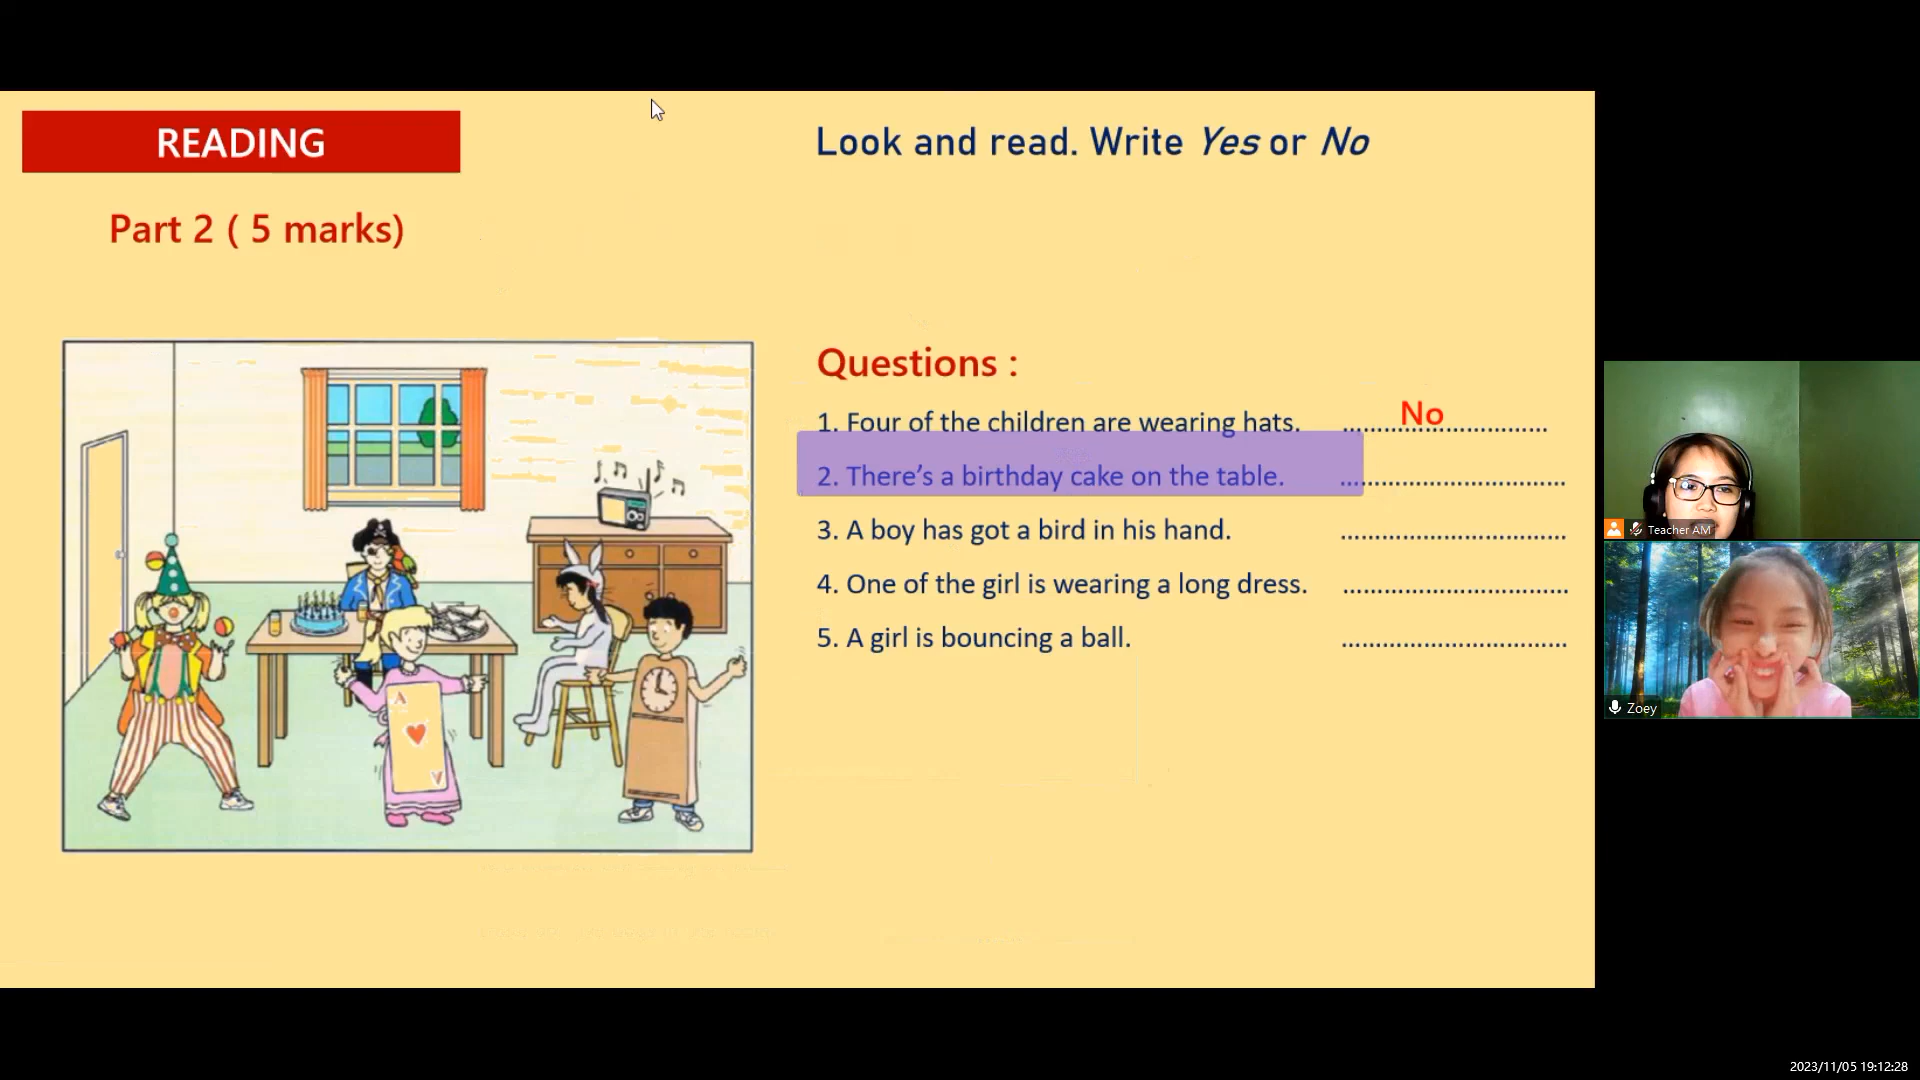 READING
Look and read. Write Yes or No
Part 2 ( 5 marks)
Questions :
1. Four of the children are wearing hats. .............................. No
2. There's a birthday cake on the table. ................................
3. A boy has got a bird in his hand. ................................
4. One of the girl is wearing a long dress. ................................
5. A girl is bouncing a ball. ................................
A
A
Teacher AM
Zoey
2023/11/05 19:12:28